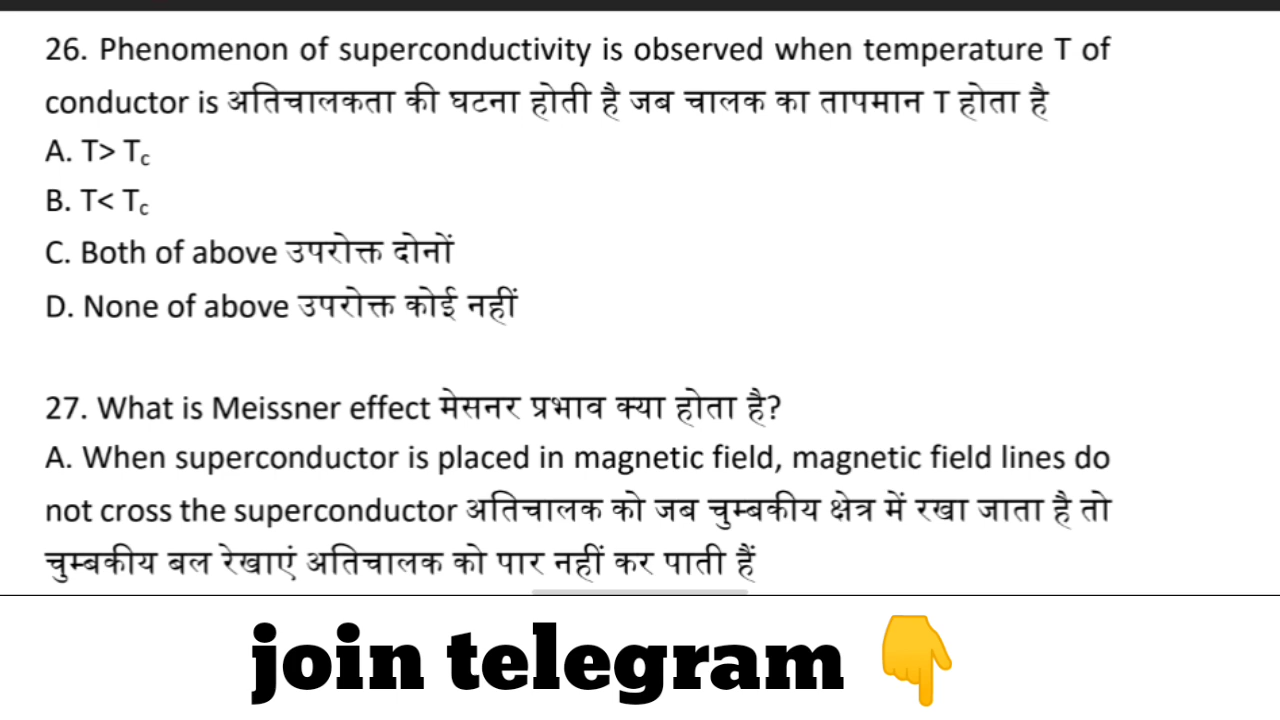 26. Phenomenon of superconductivity is observed when temperature T of
conductor is अतिचालकता की घटना होती है जब चालक का तापमान T होता है
A. T> Tc
B. T< Tc
C. Both of above उपरोक्त दोनों
D. None of above उपरोक्त कोई नहीं
27. What is Meissner effect मेसनर प्रभाव क्या होता है?
A. When superconductor is placed in magnetic field, magnetic field lines do
not cross the superconductor अतिचालक को जब चुम्बकीय क्षेत्र में रखा जाता है तो
चुम्बकीय बल रेखाएं अतिचालक को पार नहीं कर पाती हैं
join telegram 👇